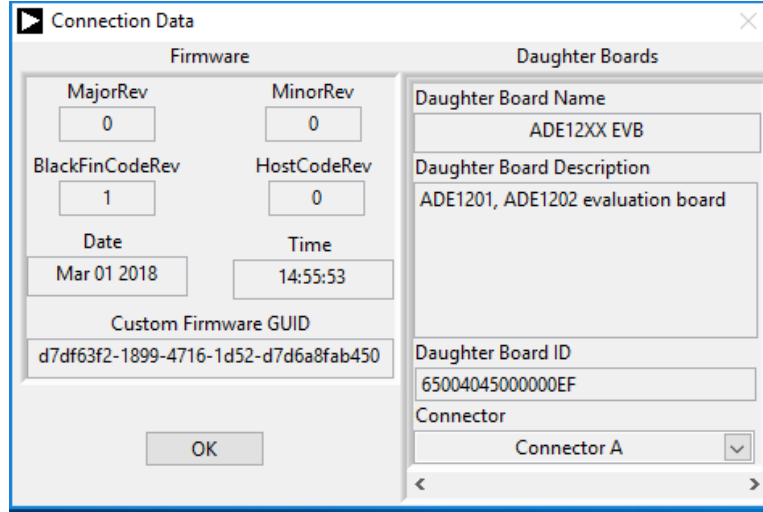 Connection Data
Firmware
MajorRev
MinorRev
0
0
BlackFinCodeRev
HostCodeRev
1
0
Date
Time
Mar 01 2018
14:55:53
Custom Firmware GUID
d7df63f2-1899-4716-1d52-d7d6a8fab450
OK
Daughter Boards
Daughter Board Name
ADE12XX EVB
Daughter Board Description
ADE1201, ADE1202 evaluation board
Daughter Board ID
65004045000000EF
Connector
Connector A